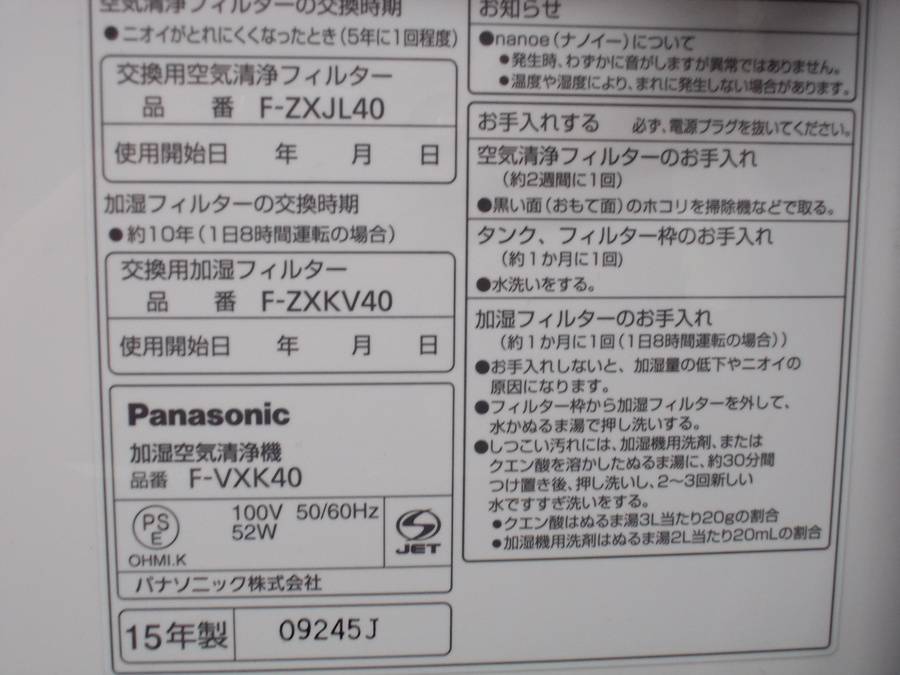 空気清浄フィルターの交換時期
●ニオイがとれにくくなったとき(5年に1回程度)
交換用空気清浄フィルター
品 番 F-ZXJL40
使用開始日 年 月 日
加湿フィルターの交換時期
●約10年(1日8時間運転の場合)
交換用加湿フィルター
品 番 F-ZXKV40
使用開始日 年 月 日
Panasonic
加湿空気清浄機
品番 F-VXK40
PS
E
OHMI.K
100V 50/60Hz
52W
JET
パナソニック株式会社
15年製 09245J
お知らせ
●nanoe(ナノイー)について
●発生時、わずかに音がしますが異常ではありません。
●温度や湿度により、まれに発生しない場合があります。
お手入れする 必ず、電源プラグを抜いてください。
空気清浄フィルターのお手入れ
(約2週間に1回)
●黒い面(おもて面)のホコリを掃除機などで取る。
タンク、フィルター枠のお手入れ
(約1か月に1回)
●水洗いをする。
加湿フィルターのお手入れ
(約1か月に1回(1日8時間運転の場合))
●お手入れしないと、加湿量の低下やニオイの
原因になります。
●フィルター枠から加湿フィルターを外して、
水かぬるま湯で押し洗いする。
●しつこい汚れには、加湿機用洗剤、または
クエン酸を溶かしたぬるま湯に、約30分間
つけ置き後、押し洗いし、2〜3回新しい
水ですすぎ洗いをする。
●クエン酸はぬるま湯3L当たり20gの割合
●加湿機用洗剤はぬるま湯2L当たり20mLの割合